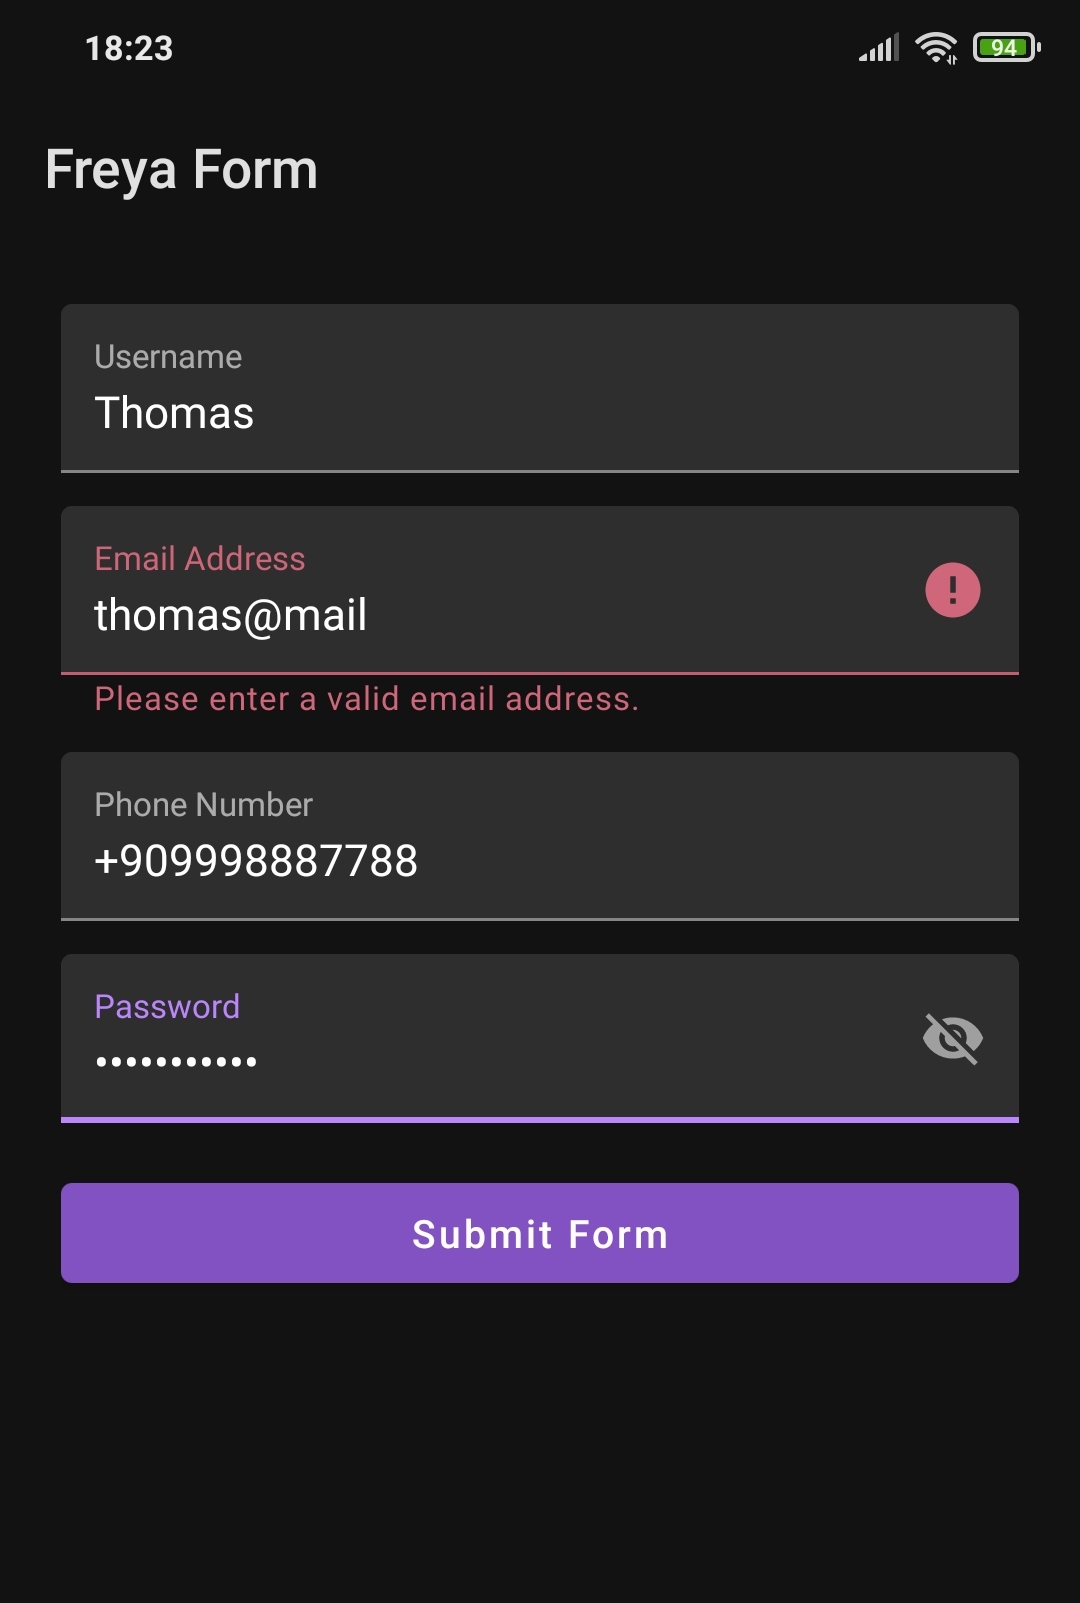 18:23
94
Freya Form
Username
Thomas
Email Address
thomas@mail
!
Please enter a valid email address.
Phone Number
+909998887788
Password
•••••••••••
Submit Form